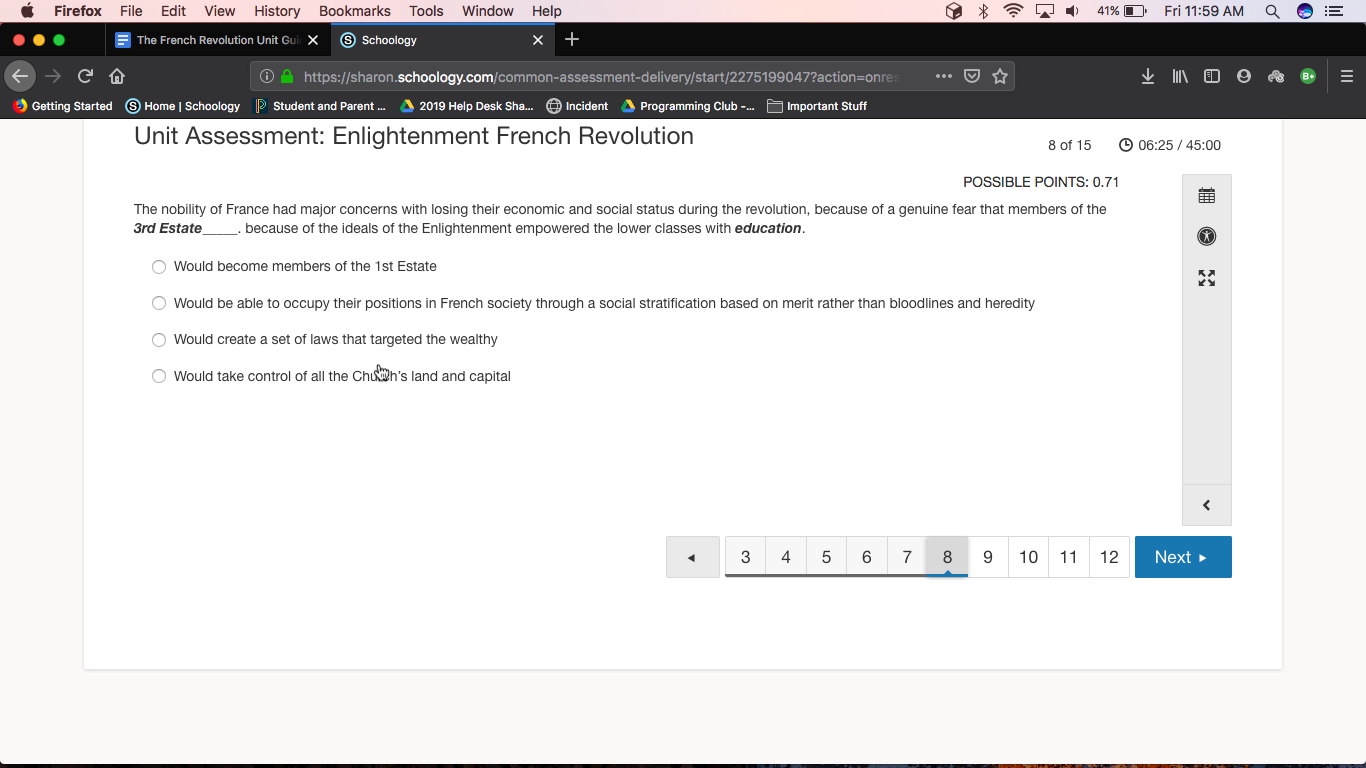 Firefox File Edit View History Bookmarks Tools Window Help 41% Fri 11:59 AM
The French Revolution Unit Gui
S Schoology
https://sharon.schoology.com/common-assessment-delivery/start/2275199047?action=onres
Getting Started Home | Schoology Student and Parent ... 2019 Help Desk Sha... Incident Programming Club -... Important Stuff
Unit Assessment: Enlightenment French Revolution
8 of 15 06:25 / 45:00
POSSIBLE POINTS: 0.71
The nobility of France had major concerns with losing their economic and social status during the revolution, because of a genuine fear that members of the
3rd Estate_____. because of the ideals of the Enlightenment empowered the lower classes with education.
Would become members of the 1st Estate
Would be able to occupy their positions in French society through a social stratification based on merit rather than bloodlines and heredity
Would create a set of laws that targeted the wealthy
Would take control of all the Church's land and capital
3 4 5 6 7 8 9 10 11 12 Next